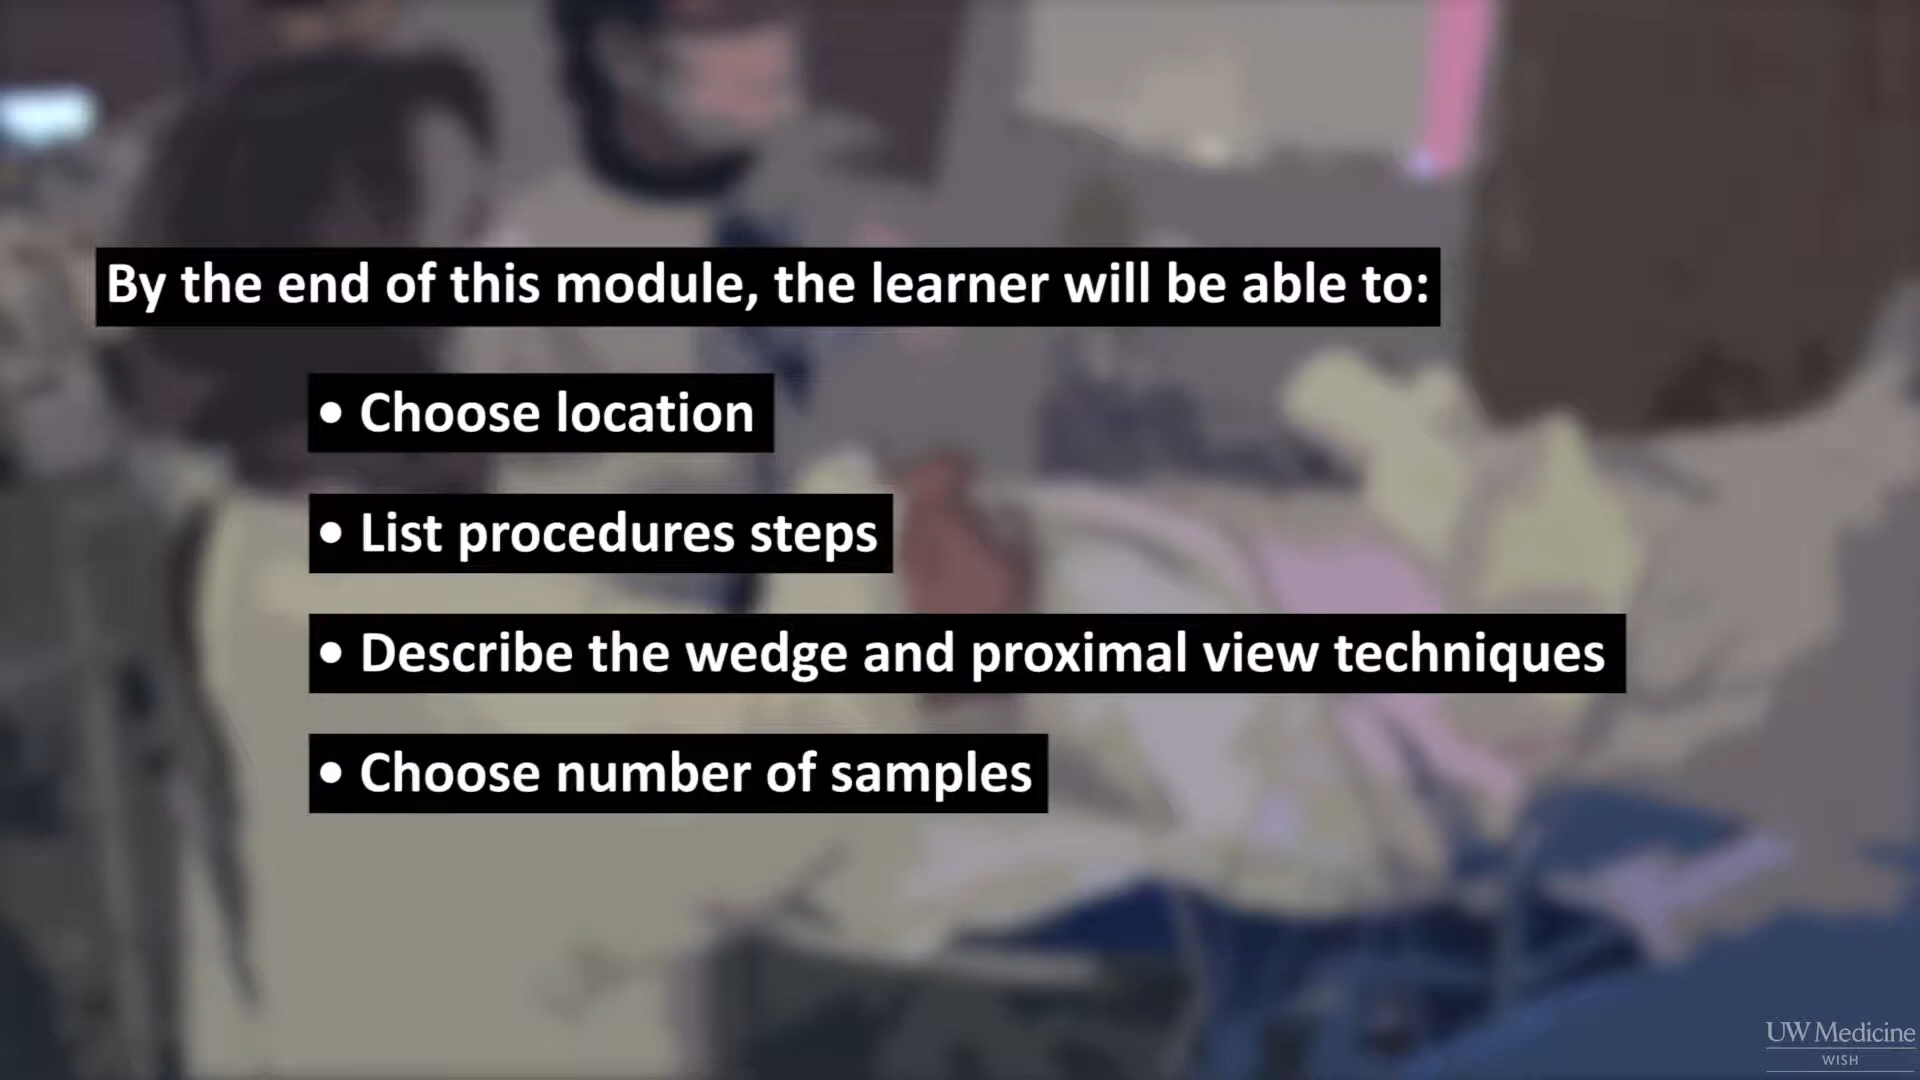 By the end of this module, the learner will be able to:
• Choose location
• List procedures steps
• Describe the wedge and proximal view techniques
• Choose number of samples
UW Medicine
WISH